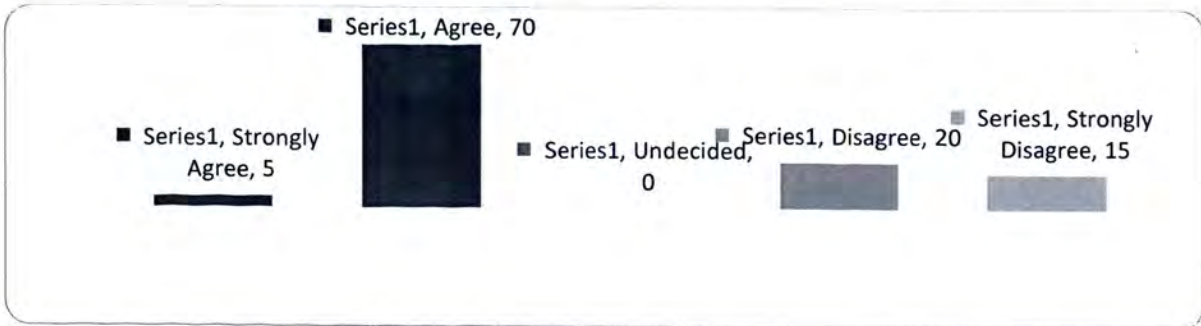 Series1, Agree, 70
Series1, Strongly
Agree, 5
Series1, Undecided,
0
Series1, Disagree, 20
Series1, Strongly
Disagree, 15